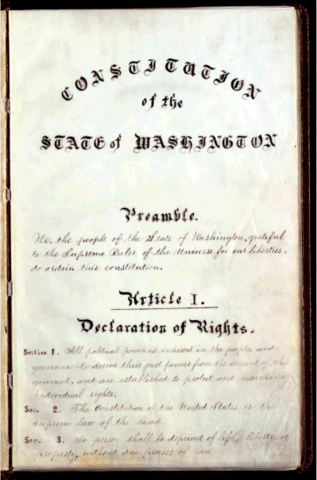 CONSTITUTION
of the
STATE of WASHINGTON
Preamble.
We, the people of the State of Washington, grateful
to the Supreme Ruler of the Universe for our liberties,
do ordain this constitution.
Article I.
Declaration of Rights.
Section 1. All political power is inherent in the people, and
governments derive their just powers from the consent of the
governed, and are established to protect and maintain
individual rights.
Sec. 2. The Constitution of the United States is the
supreme law of the land.
Sec. 3. No person shall be deprived of life, liberty, or
property, without due process of law.